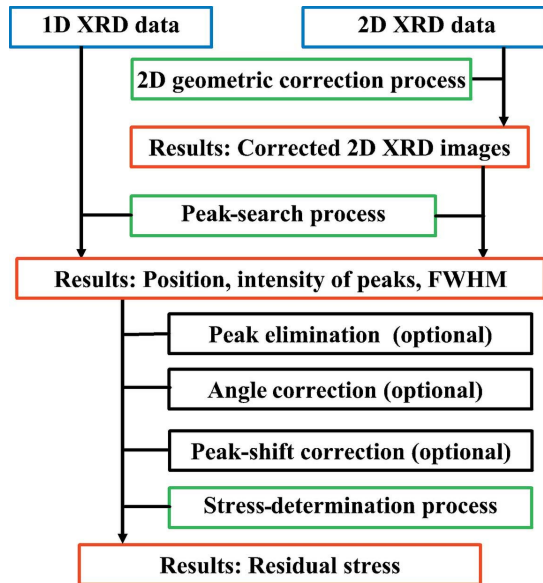 1D XRD data
2D XRD data
2D geometric correction process
Results: Corrected 2D XRD images
Peak-search process
Results: Position, intensity of peaks, FWHM
Peak elimination (optional)
Angle correction (optional)
Peak-shift correction (optional)
Stress-determination process
Results: Residual stress